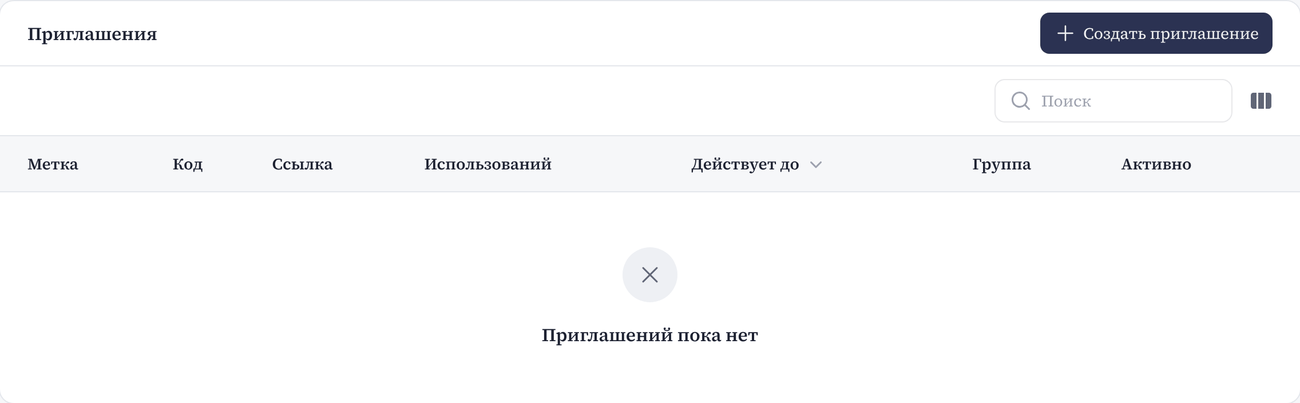 Приглашения
Создать приглашение
Поиск
Метка Код Ссылка Использований Действует до Группа Активно
Приглашений пока нет